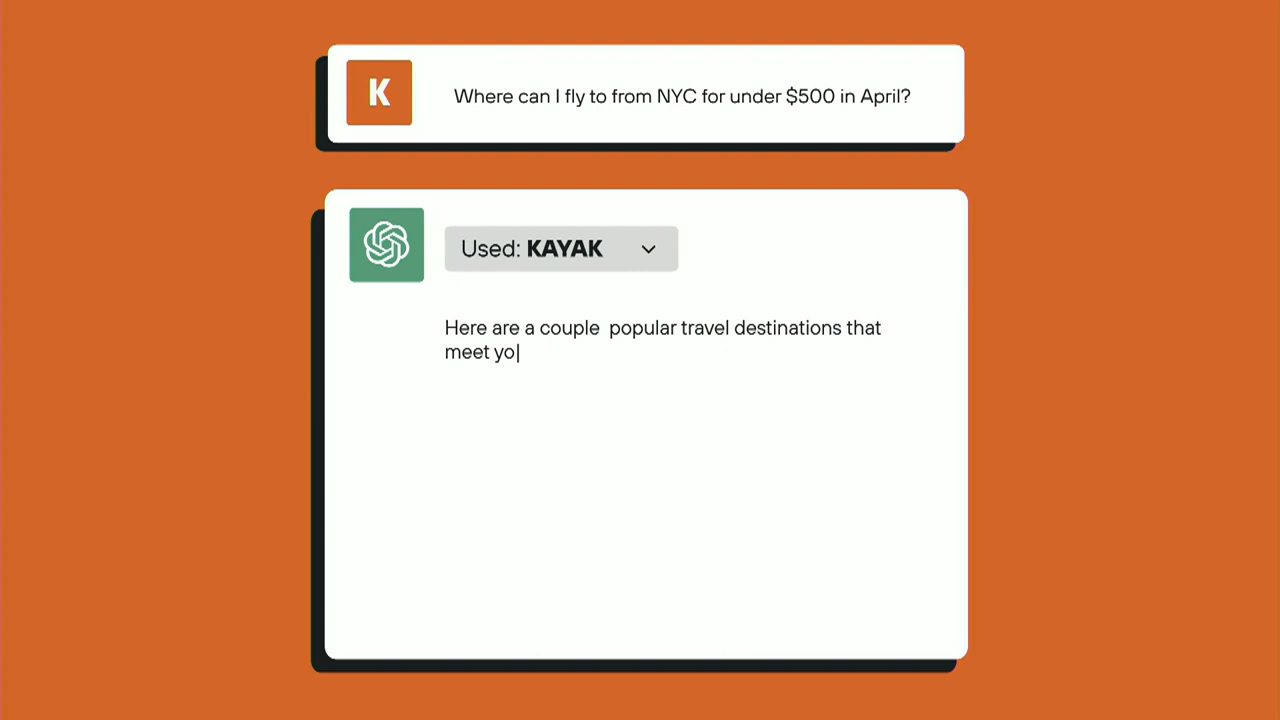 K
Where can I fly to from NYC for under $500 in April?
Used: KAYAK
Here are a couple  popular travel destinations that
meet yo